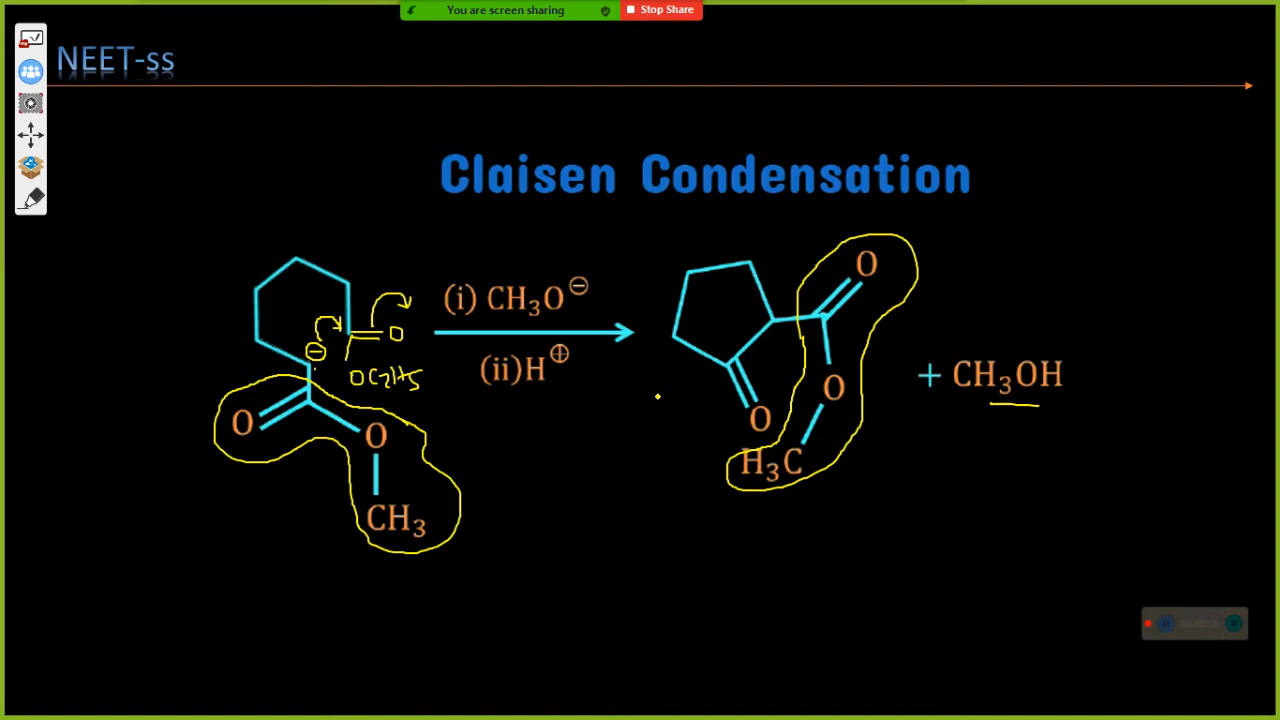 You are screen sharing
Stop Share
NEET-ss
Claisen Condensation
O
OC₂H₅
O
O
CH₃
(i) CH₃O⊖
(ii)H⊕
O
O
O
H₃C
+ CH₃OH